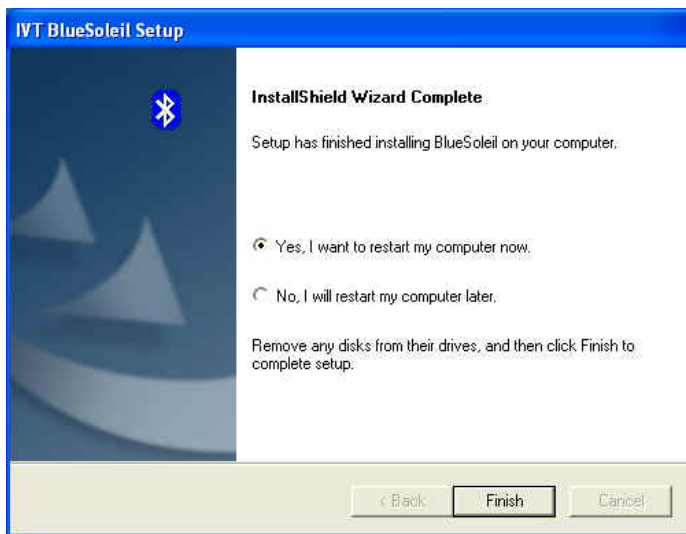 IVT BlueSoleil Setup
InstallShield Wizard Complete
Setup has finished installing BlueSoleil on your computer.
Yes, I want to restart my computer now.
No, I will restart my computer later.
Remove any disks from their drives, and then click Finish to
complete setup.
< Back
Finish
Cancel